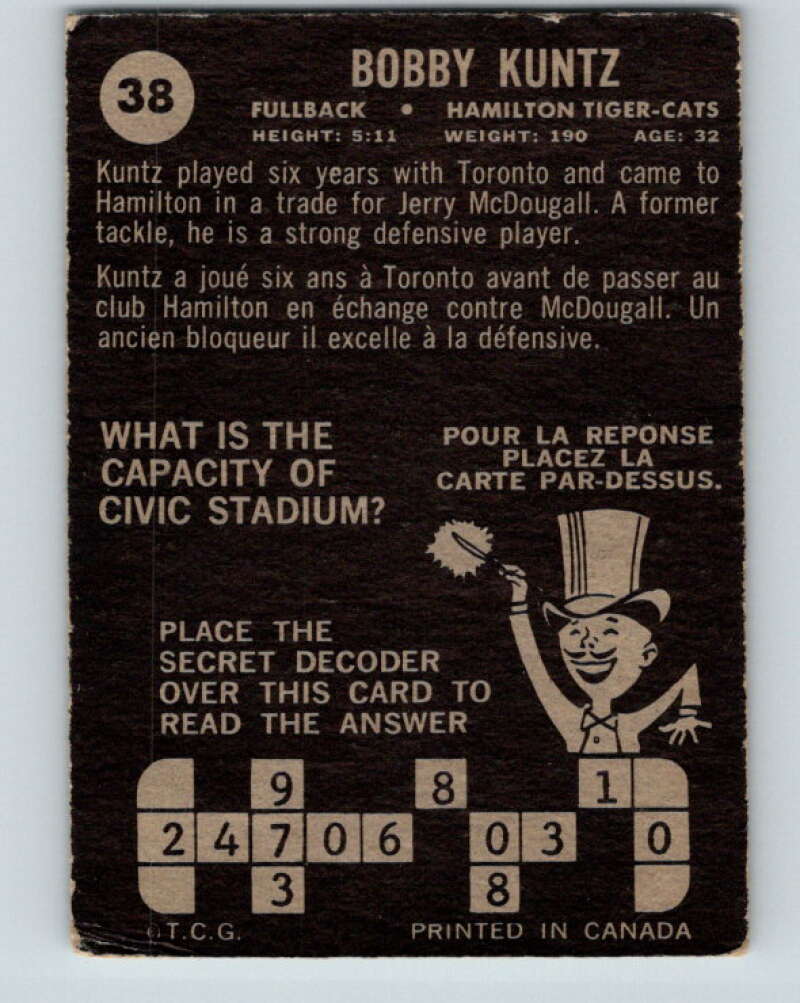 38
BOBBY KUNTZ
FULLBACK • HAMILTON TIGER-CATS
HEIGHT: 5:11 WEIGHT: 190 AGE: 32
Kuntz played six years with Toronto and came to
Hamilton in a trade for Jerry McDougall. A former
tackle, he is a strong defensive player.
Kuntz a joué six ans à Toronto avant de passer au
club Hamilton en échange contre McDougall. Un
ancien bloqueur il excelle à la défensive.
WHAT IS THE
CAPACITY OF
CIVIC STADIUM?
POUR LA REPONSE
PLACEZ LA
CARTE PAR-DESSUS.
PLACE THE
SECRET DECODER
OVER THIS CARD TO
READ THE ANSWER
9 8 1
2 4 7 0 6 0 3 0
3 8
©T.C.G. PRINTED IN CANADA